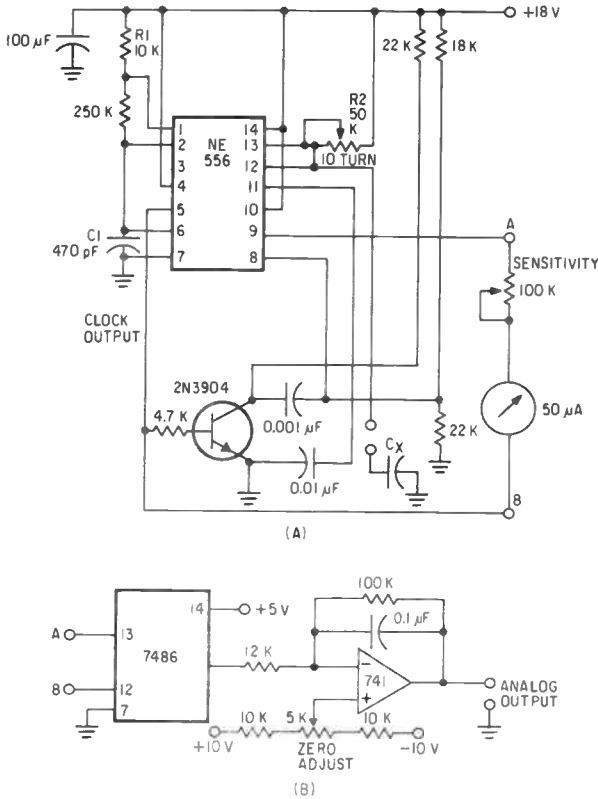 +18 V
100 µF
R1
10 K
22 K
18 K
250 K
R2
50
K
10 TURN
NE
556
1
2
3
4
5
6
7
14
13
12
11
10
9
8
C1
470 pF
A
SENSITIVITY
100 K
CLOCK
OUTPUT
2N3904
4.7 K
0.001 µF
0.01 µF
CX
22 K
50 µA
B
(A)
100 K
0.1 µF
14
+5 V
A
13
7486
12 K
B
12
7
−
741
+
ANALOG
OUTPUT
10 K
5 K
10 K
+10 V
−10 V
ZERO
ADJUST
(B)